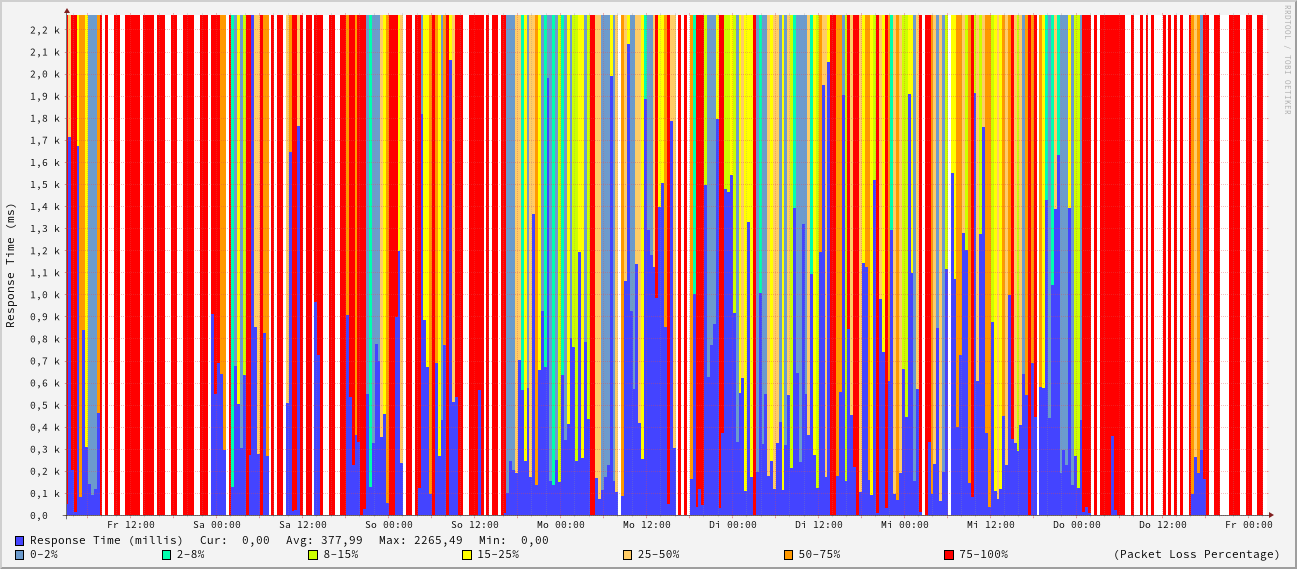 RRDTOOL / TOBI OETIKER
Response Time (ms)
2,2 k
2,1 k
2,0 k
1,9 k
1,8 k
1,7 k
1,6 k
1,5 k
1,4 k
1,3 k
1,2 k
1,1 k
1,0 k
0,9 k
0,8 k
0,7 k
0,6 k
0,5 k
0,4 k
0,3 k
0,2 k
0,1 k
0,0
Fr 12:00 Sa 00:00 Sa 12:00 So 00:00 So 12:00 Mo 00:00 Mo 12:00 Di 00:00 Di 12:00 Mi 00:00 Mi 12:00 Do 00:00 Do 12:00 Fr 00:00
Response Time (millis) Cur: 0,00 Avg: 377,99 Max: 2265,49 Min: 0,00
0-2% 2-8% 8-15% 15-25% 25-50% 50-75% 75-100% (Packet Loss Percentage)